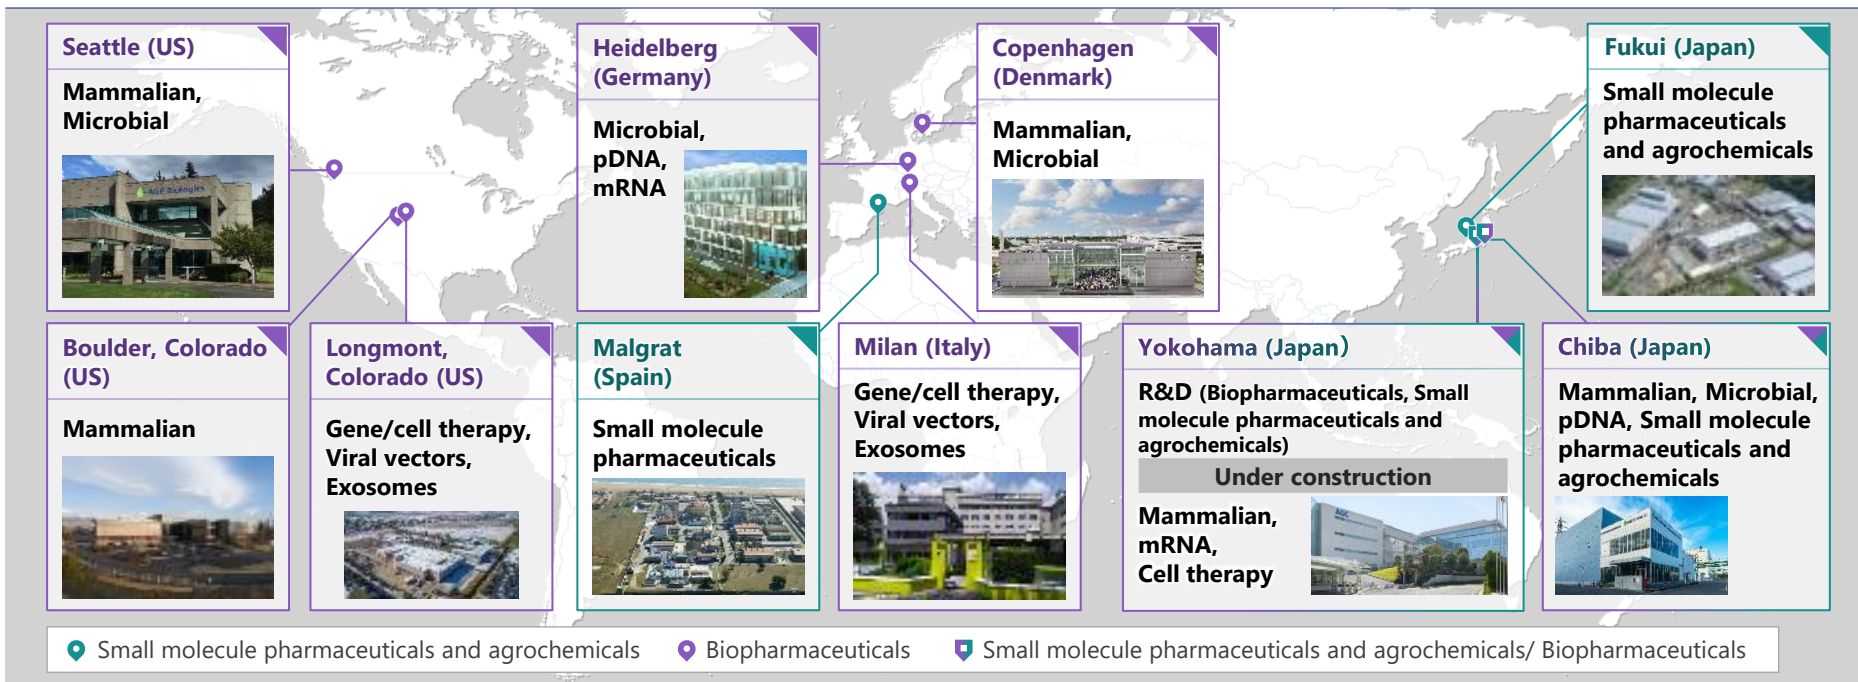 Seattle (US)
Mammalian,
Microbial
AGC Biologics
Heidelberg
(Germany)
Microbial,
pDNA,
mRNA
Copenhagen
(Denmark)
Mammalian,
Microbial
Fukui (Japan)
Small molecule
pharmaceuticals
and agrochemicals
Boulder, Colorado
(US)
Mammalian
Longmont,
Colorado (US)
Gene/cell therapy,
Viral vectors,
Exosomes
Malgrat
(Spain)
Small molecule
pharmaceuticals
Milan (Italy)
Gene/cell therapy,
Viral vectors,
Exosomes
Yokohama (Japan）
R&D (Biopharmaceuticals, Small
molecule pharmaceuticals and
agrochemicals)
Under construction
Mammalian,
mRNA,
Cell therapy
AGC
Chiba (Japan)
Mammalian, Microbial,
pDNA, Small molecule
pharmaceuticals and
agrochemicals
Small molecule pharmaceuticals and agrochemicals
Biopharmaceuticals
Small molecule pharmaceuticals and agrochemicals/ Biopharmaceuticals